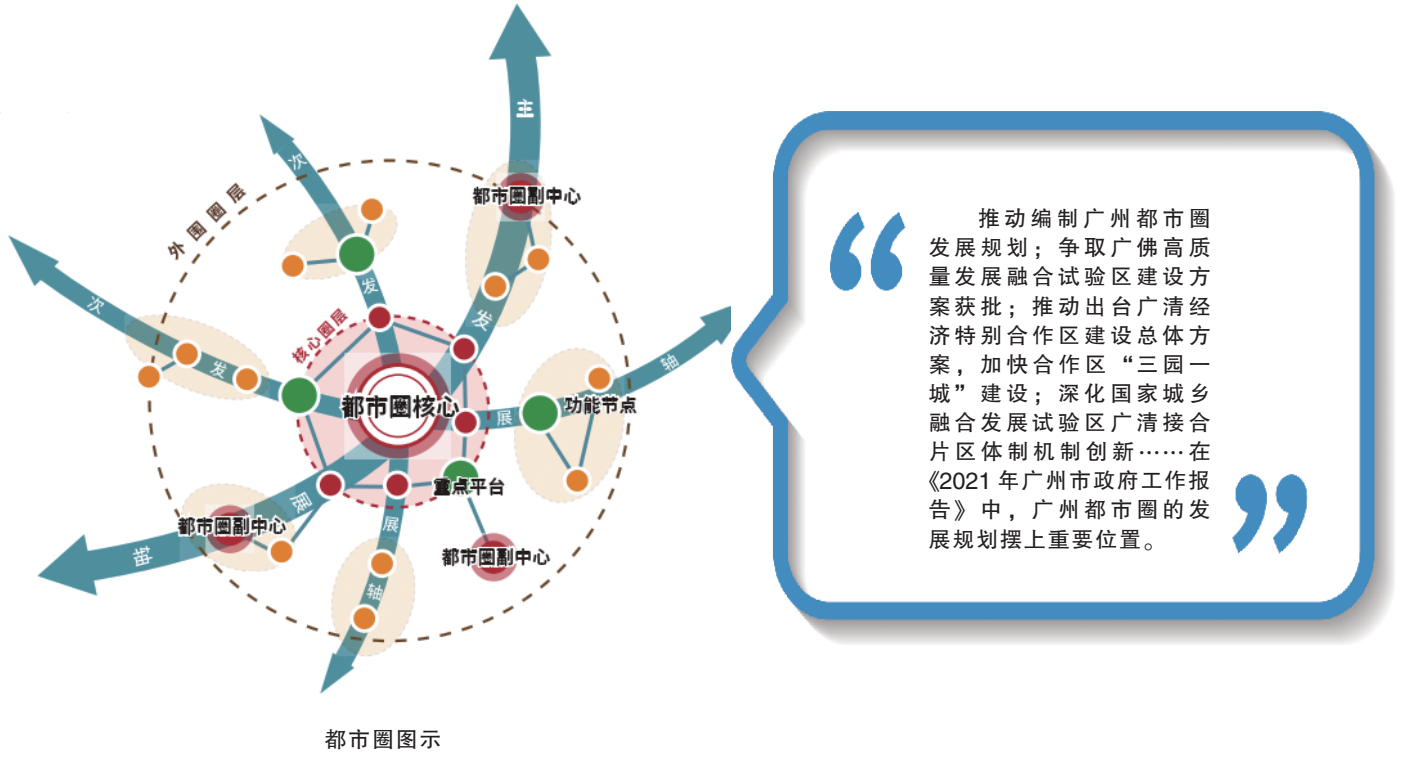 主
次
外围圈层
都市圈副中心
次
发
核心圈层
发
发
轴
都市圈核心
功能节点
展
重点平台
展
都市圈副中心
展
都市圈副中心
轴
轴
都市圈图示
“
推动编制广州都市圈
发展规划；争取广佛高质
量发展融合试验区建设方
案获批；推动出台广清经
济特别合作区建设总体方
案，加快合作区“三园一
城”建设；深化国家城乡
融合发展试验区广清接合
片区体制机制创新……在
《2021年广州市政府工作报
告》中，广州都市圈的发
展规划摆上重要位置。
”